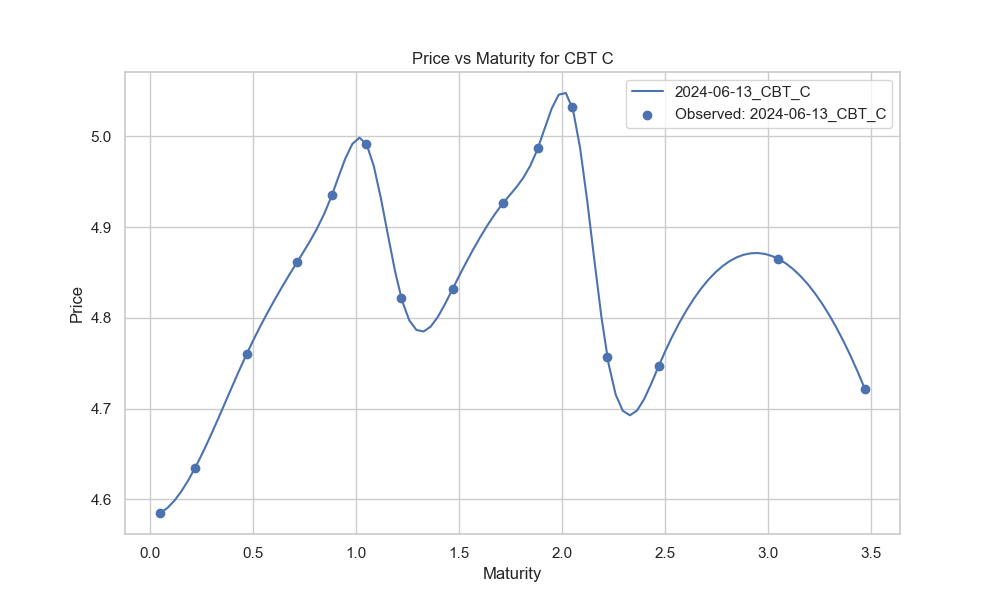 Price vs Maturity for CBT C
2024-06-13_CBT_C
Observed: 2024-06-13_CBT_C
Price
5.0
4.9
4.8
4.7
4.6
0.0
0.5
1.0
1.5
2.0
2.5
3.0
3.5
Maturity